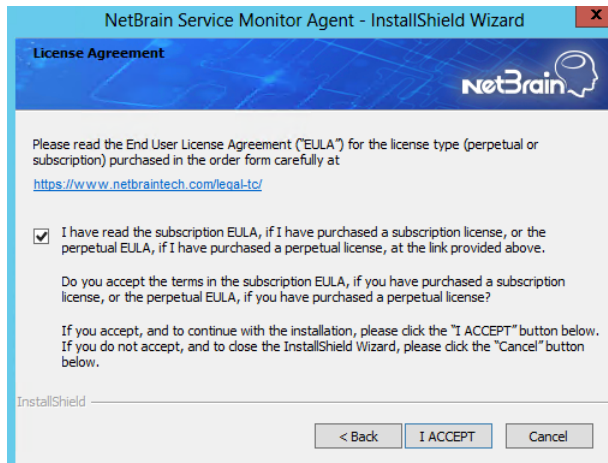 NetBrain Service Monitor Agent - InstallShield Wizard
x
License Agreement
NetBrain
Please read the End User License Agreement ("EULA") for the license type (perpetual or
subscription) purchased in the order form carefully at
https://www.netbraintech.com/legal-tc/
I have read the subscription EULA, if I have purchased a subscription license, or the
perpetual EULA, if I have purchased a perpetual license, at the link provided above.
Do you accept the terms in the subscription EULA, if you have purchased a subscription
license, or the perpetual EULA, if you have purchased a perpetual license?
If you accept, and to continue with the installation, please click the "I ACCEPT" button below.
If you do not accept, and to close the InstallShield Wizard, please click the "Cancel" button
below.
InstallShield
< Back I ACCEPT Cancel